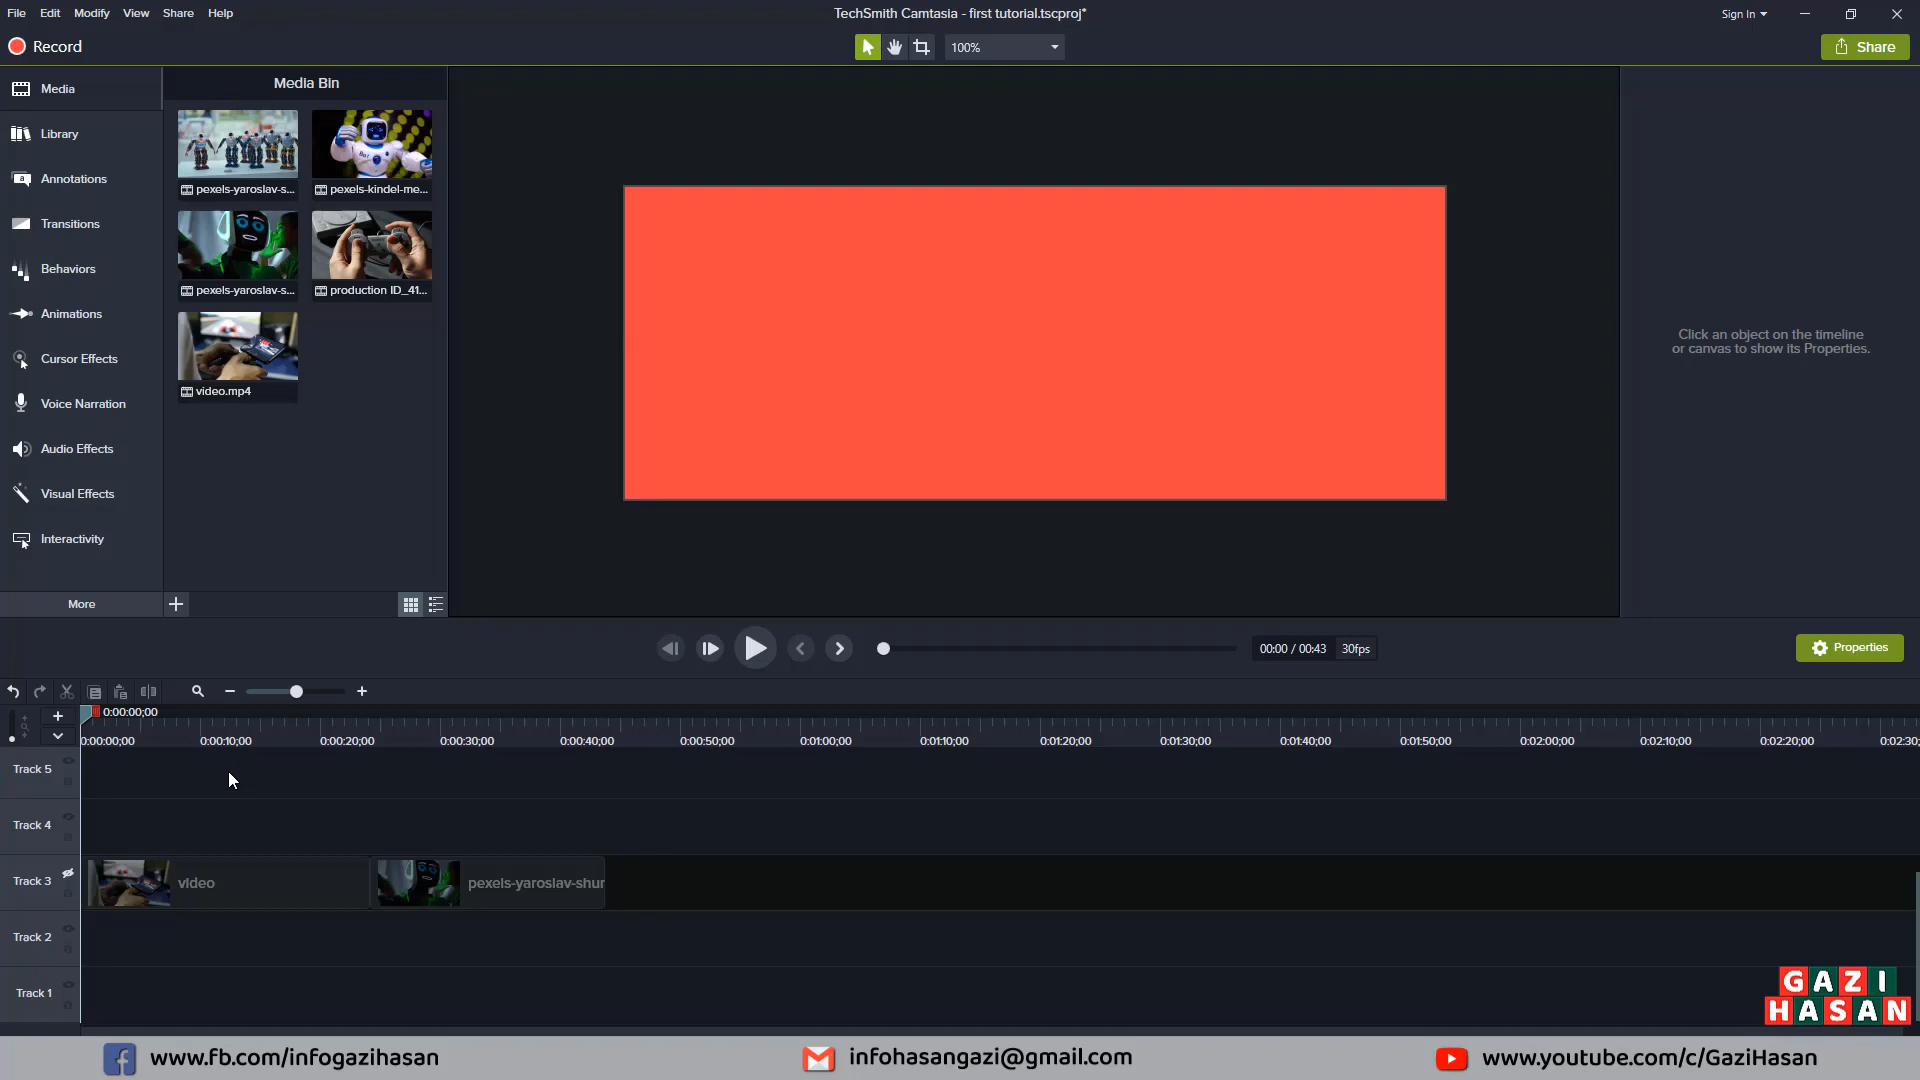 File Edit Modify View Share Help
TechSmith Camtasia - first tutorial.tscproj*
Sign In
Record
100%
Share
Media
Library
Annotations
Transitions
Behaviors
Animations
Cursor Effects
Voice Narration
Audio Effects
Visual Effects
Interactivity
More
Media Bin
pexels-yaroslav-s...
pexels-kindel-me...
pexels-yaroslav-s...
production ID_41...
video.mp4
Click an object on the timeline
or canvas to show its Properties.
00:00 / 00:43 30fps
Properties
0:00:00;00
0:00:00;00 0:00:10;00 0:00:20;00 0:00:30;00 0:00:40;00 0:00:50;00 0:01:00;00 0:01:10;00 0:01:20;00 0:01:30;00 0:01:40;00 0:01:50;00 0:02:00;00 0:02:10;00 0:02:20;00 0:02:30;
Track 5
Track 4
Track 3
video
pexels-yaroslav-shur
Track 2
Track 1
GAZI
HASAN
www.fb.com/infogazihasan
infohasangazi@gmail.com
www.youtube.com/c/GaziHasan